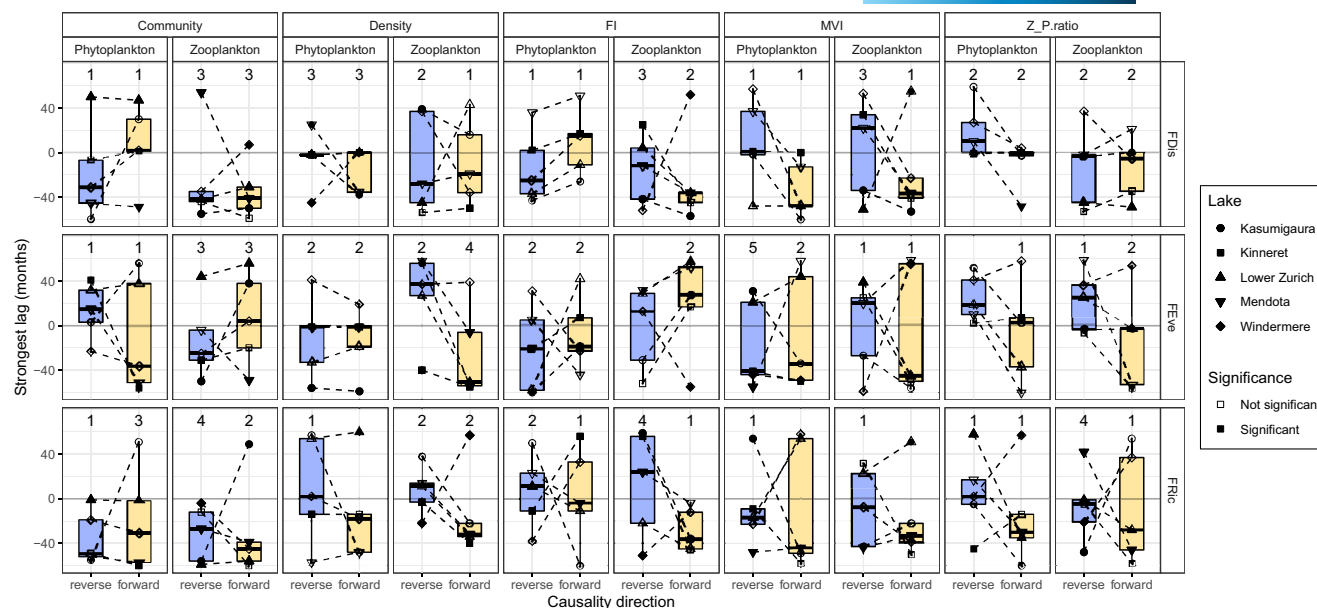 Community Density FI MVI Z_P.ratio
Phytoplankton Zooplankton Phytoplankton Zooplankton Phytoplankton Zooplankton Phytoplankton Zooplankton Phytoplankton Zooplankton
1 1 3 3 3 3 2 1 1 1 3 2 1 1 3 1 2 2 2 2
40
0
−40
FDis
1 1 3 3 2 2 2 4 2 2 2 5 2 1 1 1 1 2
40
0
−40
FEve
1 3 4 2 1 2 2 2 1 4 1 1 1 1 1 4 1
40
0
−40
FRic
Strongest lag (months)
reverse forward reverse forward reverse forward reverse forward reverse forward reverse forward reverse forward reverse forward reverse forward reverse forward
Causality direction
Lake
Kasumigaura
Kinneret
Lower Zurich
Mendota
Windermere
Significance
Not significan
Significant